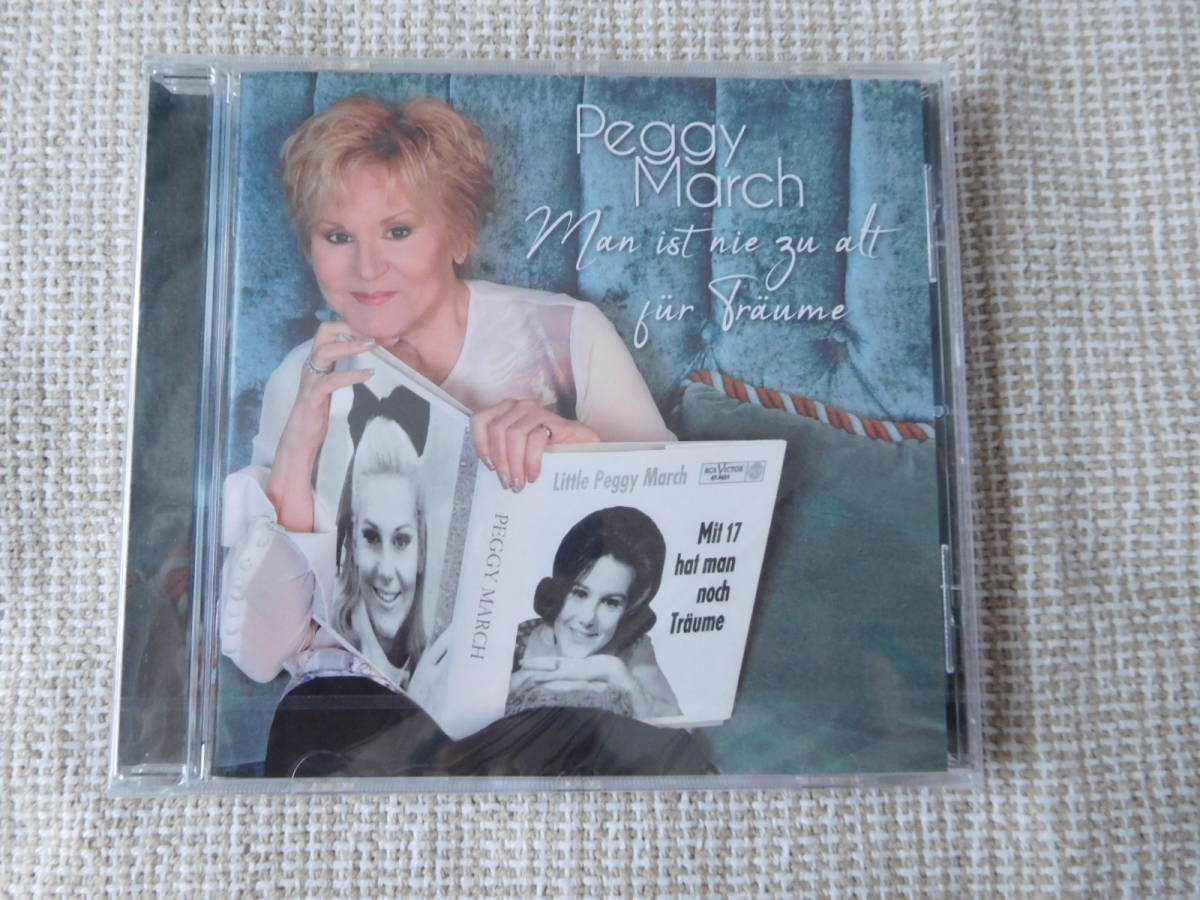 Peggy
March
Man ist nie zu alt
für Träume
Little Peggy March
RCA VICTOR
PEGGY MARCH
Mit 17
hat man
noch
Träume